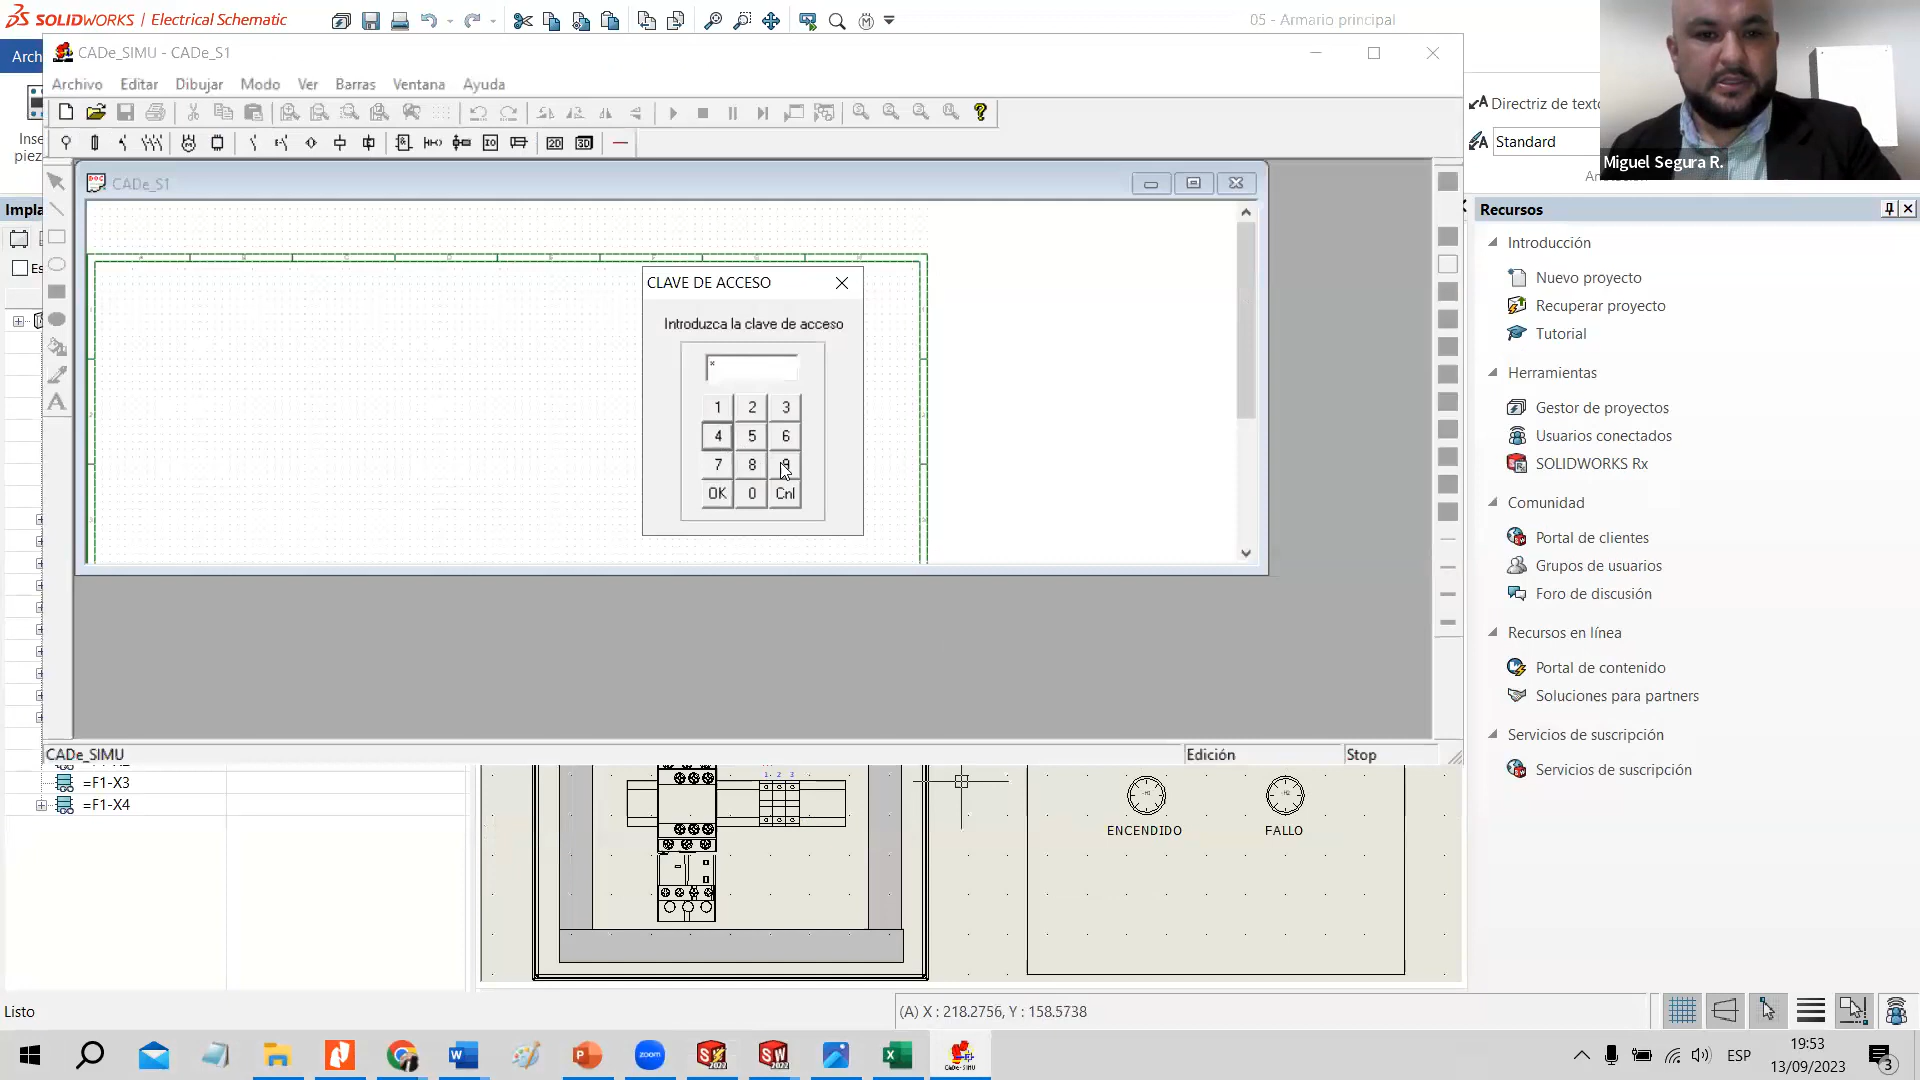 SOLIDWORKS | Electrical Schematic
05 - Armario principal
Arch
CADe_SIMU - CADe_S1
Archivo Editar Dibujar Modo Ver Barras Ventana Ayuda
Directriz de texto
Standard
Miguel Segura R.
Inse
piez
CADe_S1
Impla
Es
CLAVE DE ACCESO
Introduzca la clave de acceso
*
1 2 3
4 5 6
7 8 9
OK 0 Cnl
Recursos
Introducción
Nuevo proyecto
Recuperar proyecto
Tutorial
Herramientas
Gestor de proyectos
Usuarios conectados
SOLIDWORKS Rx
Comunidad
Portal de clientes
Grupos de usuarios
Foro de discusión
Recursos en línea
Portal de contenido
Soluciones para partners
Servicios de suscripción
Servicios de suscripción
CADe_SIMU
Edición
Stop
=F1-X3
=F1-X4
1 2 3
ENCENDIDO
FALLO
Listo
(A) X : 218.2756, Y : 158.5738
ESP
19:53
13/09/2023
3